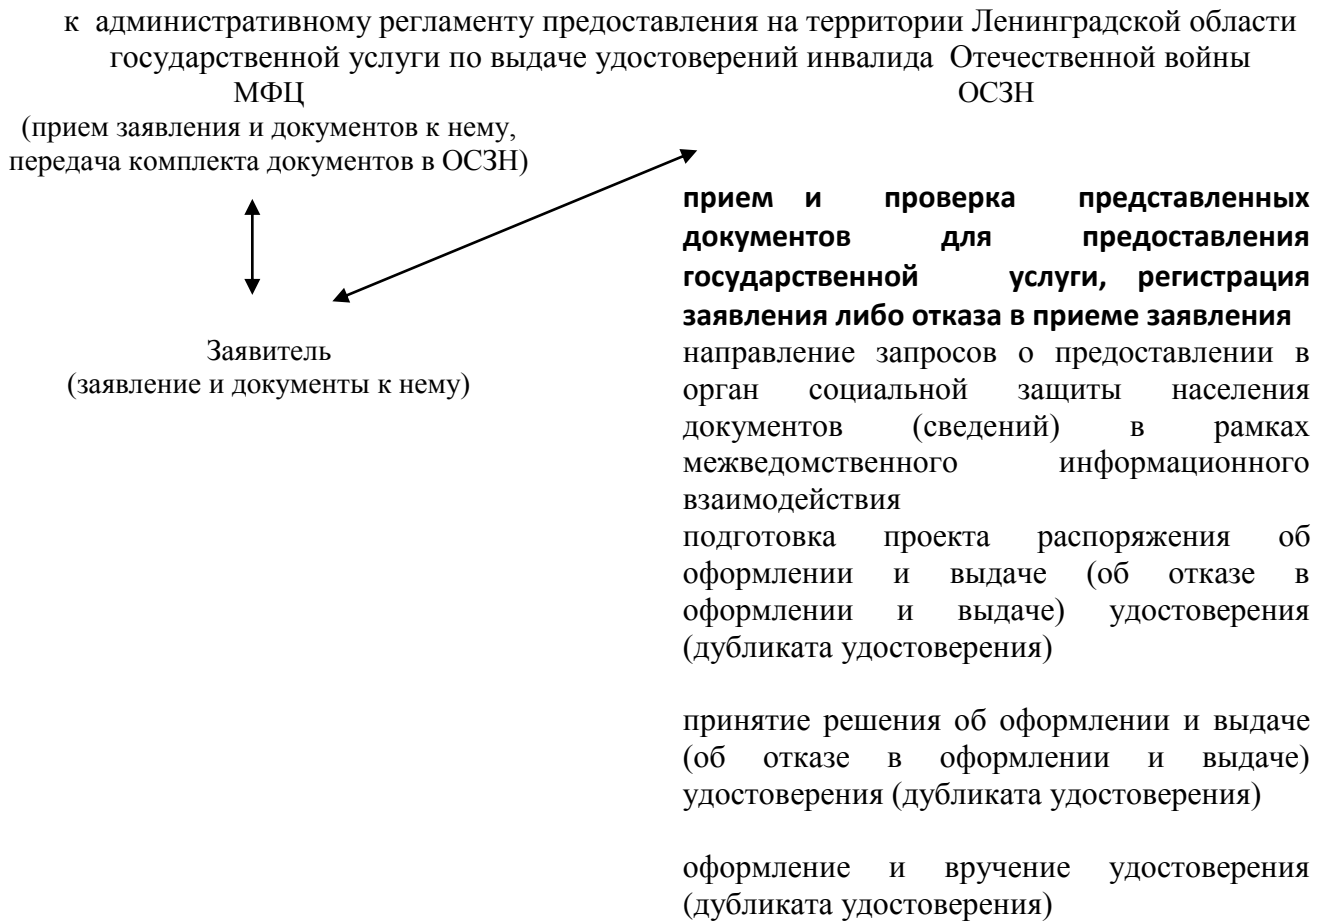 к административному регламенту предоставления на территории Ленинградской области
государственной услуги по выдаче удостоверений инвалида Отечественной войны
МФЦ
(прием заявления и документов к нему,
передача комплекта документов в ОСЗН)
Заявитель
(заявление и документы к нему)
ОСЗН
прием и проверка представленных
документов для предоставления
государственной услуги, регистрация
заявления либо отказа в приеме заявления
направление запросов о предоставлении в
орган социальной защиты населения
документов (сведений) в рамках
межведомственного информационного
взаимодействия
подготовка проекта распоряжения об
оформлении и выдаче (об отказе в
оформлении и выдаче) удостоверения
(дубликата удостоверения)
принятие решения об оформлении и выдаче
(об отказе в оформлении и выдаче)
удостоверения (дубликата удостоверения)
оформление и вручение удостоверения
(дубликата удостоверения)